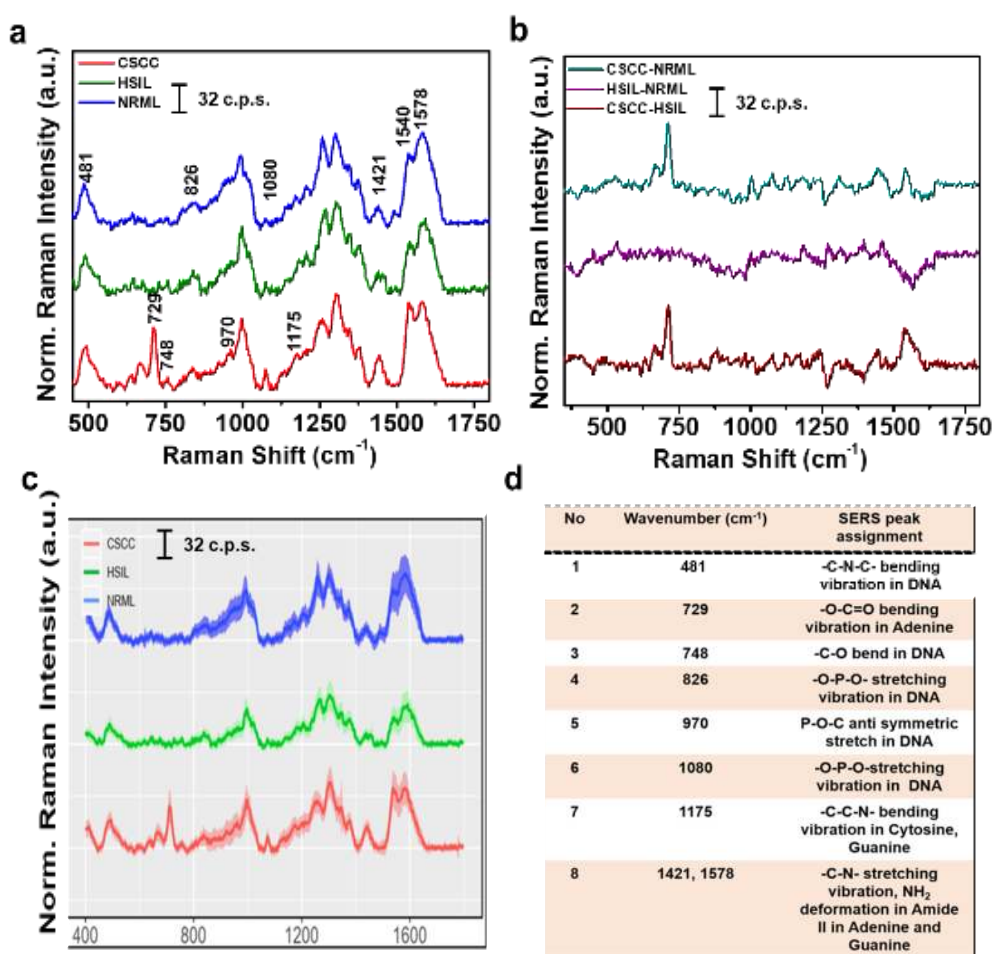 a
Norm. Raman Intensity (a.u.)
CSCC
HSIL
NRML
32 c.p.s.
481
826
1080
1421
1540
1578
729
748
970
1175
500
750
1000
1250
1500
1750
Raman Shift (cm-1)
b
Norm. Raman Intensity (a.u.)
CSCC-NRML
HSIL-NRML
CSCC-HSIL
32 c.p.s.
500
750
1000
1250
1500
1750
Raman Shift (cm-1)
c
Norm. Raman Intensity (a.u.)
CSCC
HSIL
NRML
32 c.p.s.
400
800
1200
1600
d
No Wavenumber (cm-1) SERS peak
assignment
1 481 -C-N-C- bending
vibration in DNA
2 729 -O-C=O bending
vibration in Adenine
3 748 -C-O bend in DNA
4 826 -O-P-O- stretching
vibration in DNA
5 970 P-O-C anti symmetric
stretch in DNA
6 1080 -O-P-O-stretching
vibration in DNA
7 1175 -C-C-N- bending
vibration in Cytosine,
Guanine
8 1421, 1578 -C-N- stretching
vibration, NH2
deformation in Amide
II in Adenine and
Guanine